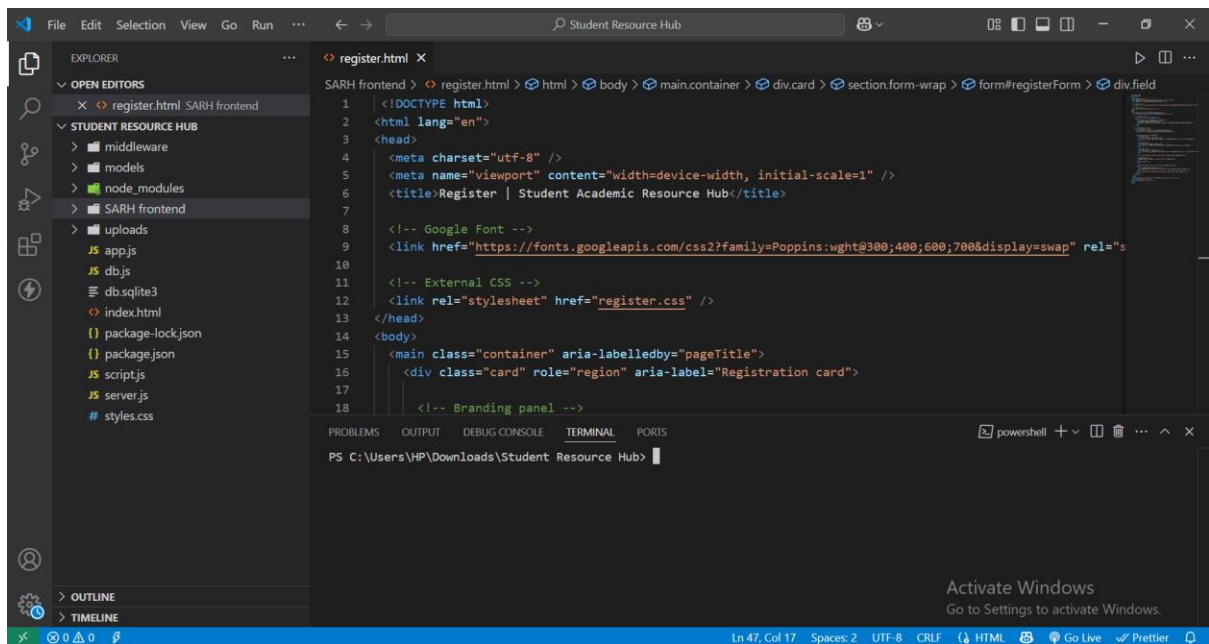 File Edit Selection View Go Run ··· Student Resource Hub
EXPLORER ···
OPEN EDITORS
register.html SARH frontend
STUDENT RESOURCE HUB
middleware
models
node_modules
SARH frontend
uploads
JS app.js
JS db.js
db.sqlite3
<> index.html
{} package-lock.json
{} package.json
JS script.js
JS server.js
# styles.css
OUTLINE
TIMELINE
<> register.html
SARH frontend > <> register.html > html > body > main.container > div.card > section.form-wrap > form#registerForm > div.field
1 <!DOCTYPE html>
2 <html lang="en">
3 <head>
4 <meta charset="utf-8" />
5 <meta name="viewport" content="width=device-width, initial-scale=1" />
6 <title>Register | Student Academic Resource Hub</title>
7
8 <!-- Google Font -->
9 <link href="https://fonts.googleapis.com/css2?family=Poppins:wght@300;400;600;700&display=swap" rel="s
10
11 <!-- External CSS -->
12 <link rel="stylesheet" href="register.css" />
13 </head>
14 <body>
15 <main class="container" aria-labelledby="pageTitle">
16 <div class="card" role="region" aria-label="Registration card">
17
18 <!-- Branding panel -->
PROBLEMS OUTPUT DEBUG CONSOLE TERMINAL PORTS powershell
PS C:\Users\HP\Downloads\Student Resource Hub>
Activate Windows
Go to Settings to activate Windows.
0 0 Ln 47, Col 17 Spaces: 2 UTF-8 CRLF {} HTML Go Live Prettier